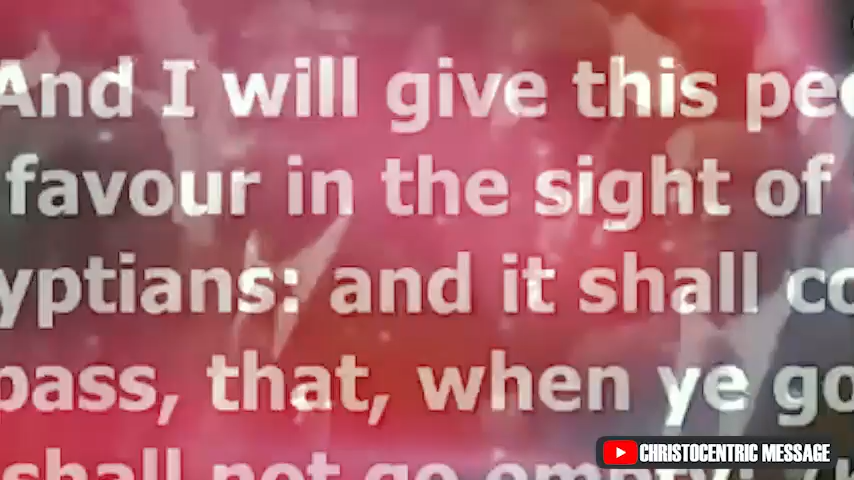 And I will give this pe
favour in the sight of
yptians: and it shall co
pass, that, when ye go
shall not go empty:
CHRISTOCENTRIC MESSAGE